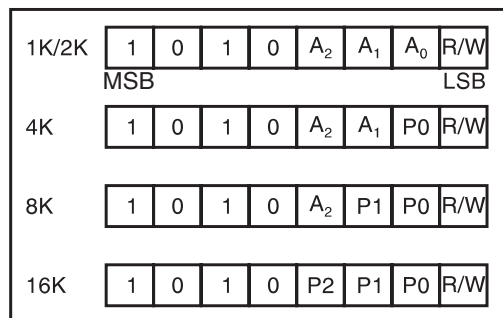 1K/2K 1 0 1 0 A₂ A₁ A₀ R/W
MSB LSB
4K 1 0 1 0 A₂ A₁ P0 R/W
8K 1 0 1 0 A₂ P1 P0 R/W
16K 1 0 1 0 P2 P1 P0 R/W